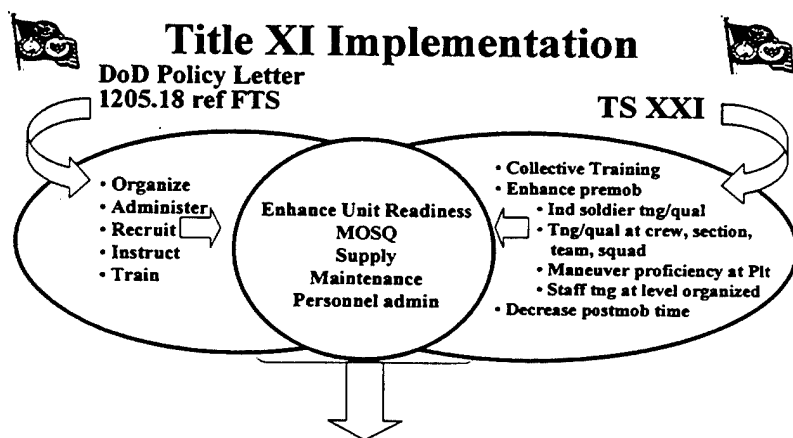 Title XI Implementation
DoD Policy Letter
1205.18 ref FTS
TS XXI
• Organize
• Administer
• Recruit
• Instruct
• Train
Enhance Unit Readiness
MOSQ
Supply
Maintenance
Personnel admin
• Collective Training
• Enhance premob
• Ind soldier tng/qual
• Tng/qual at crew, section,
team, squad
• Maneuver proficiency at Plt
• Staff tng at level organized
• Decrease postmob time